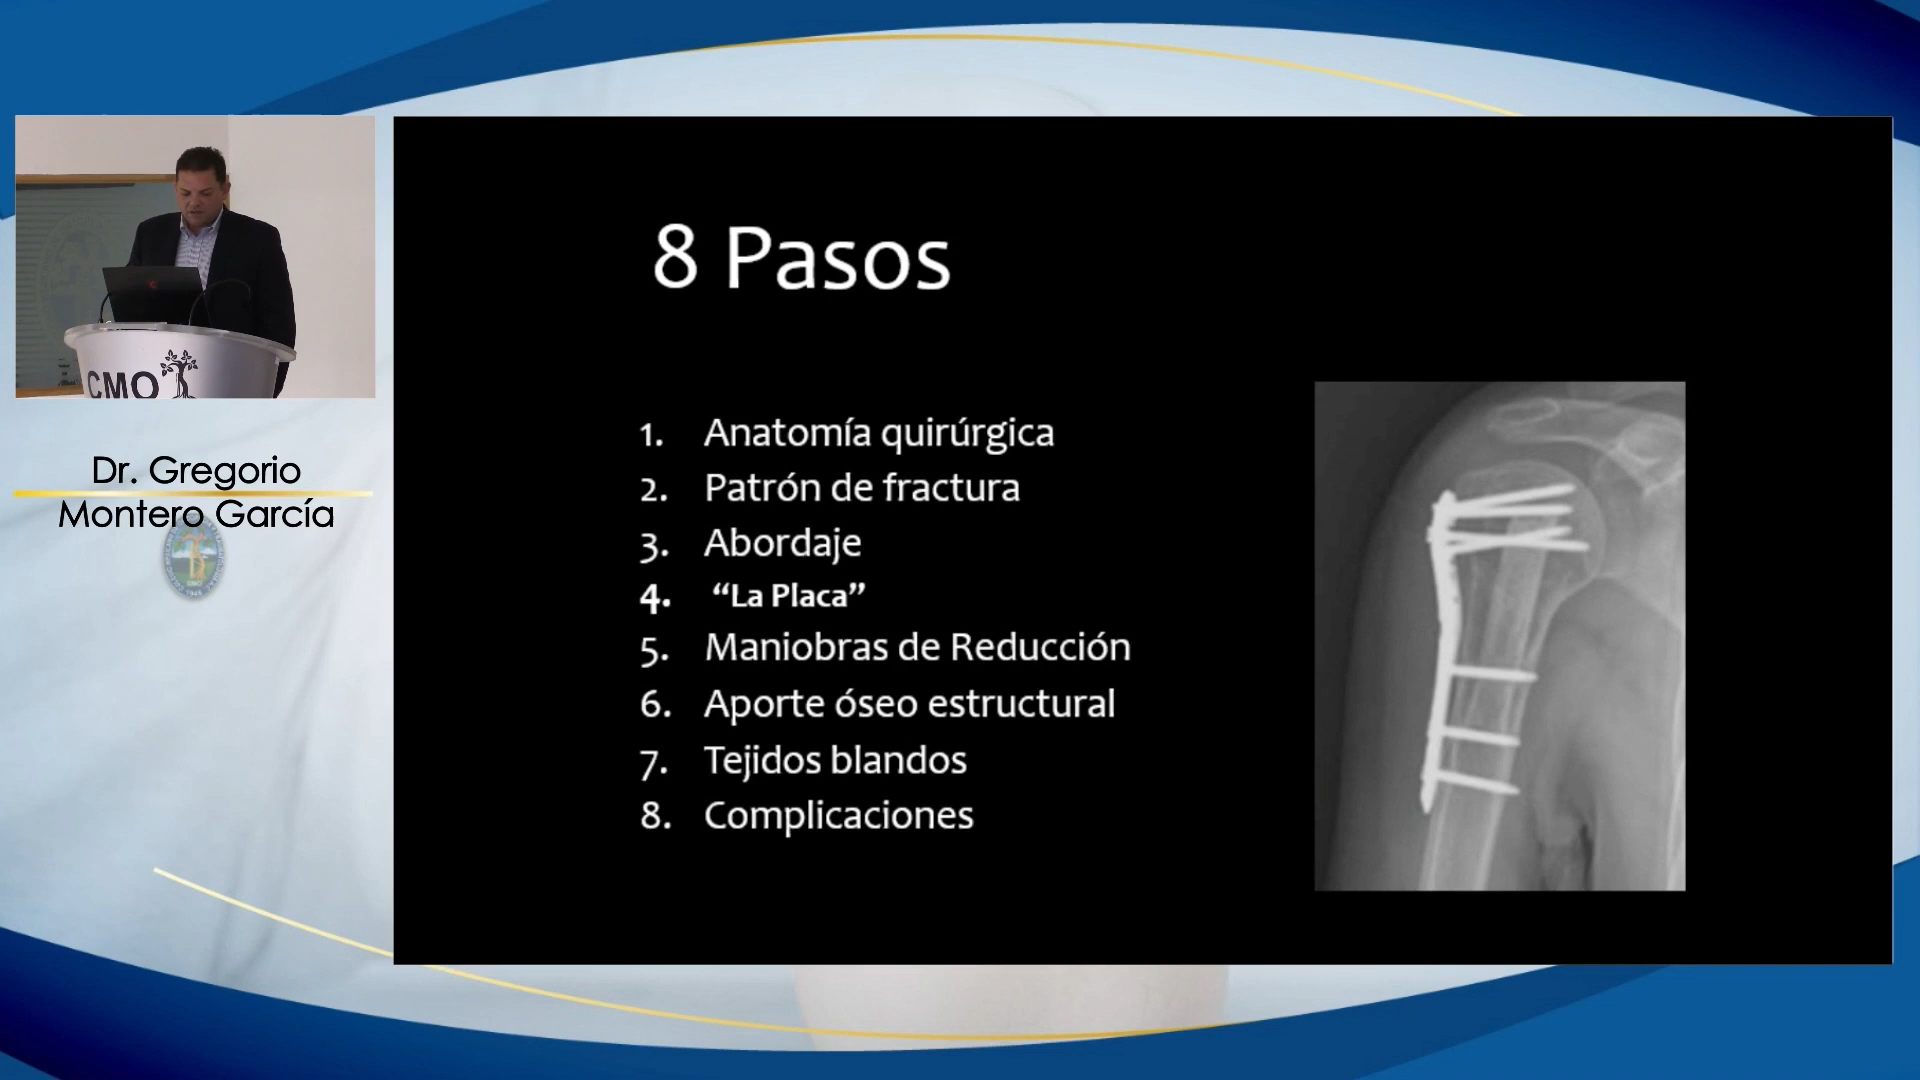 8 Pasos
1. Anatomía quirúrgica
2. Patrón de fractura
3. Abordaje
4. “La Placa”
5. Maniobras de Reducción
6. Aporte óseo estructural
7. Tejidos blandos
8. Complicaciones
CMO
Dr. Gregorio
Montero García